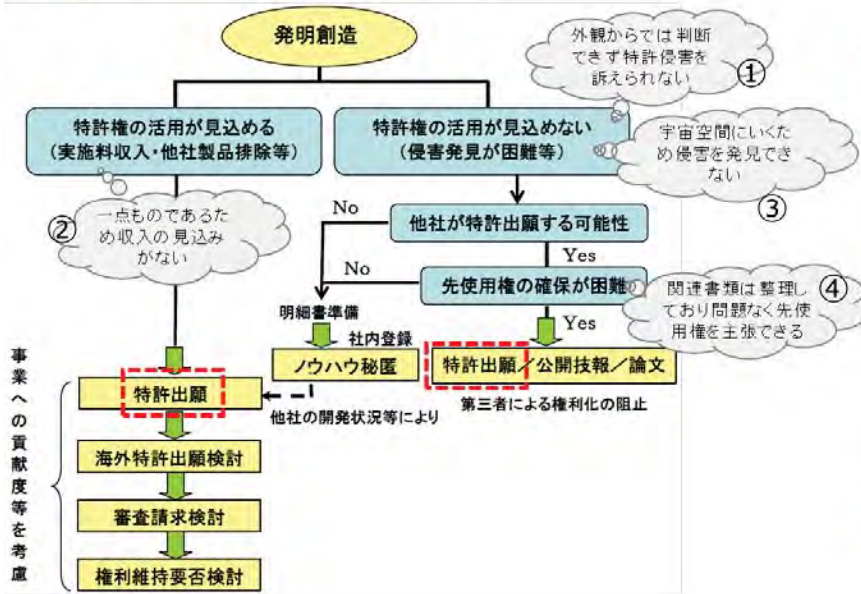 発明創造
外観からでは判断
できず特許侵害を
訴えられない
①
特許権の活用が見込める
(実施料収入・他社製品排除等)
特許権の活用が見込めない
(侵害発見が困難等)
宇宙空間にいくた
め侵害を発見でき
ない
③
②
一点ものであるた
め収入の見込み
がない
No
他社が特許出願する可能性
Yes
No
先使用権の確保が困難
関連書類は整理し
ており問題なく先使
用権を主張できる
④
明細書準備
社内登録
Yes
ノウハウ秘匿
特許出願/公開技報/論文
第三者による権利化の阻止
特許出願
他社の開発状況等により
海外特許出願検討
審査請求検討
権利維持要否検討
事業への貢献度等を考慮